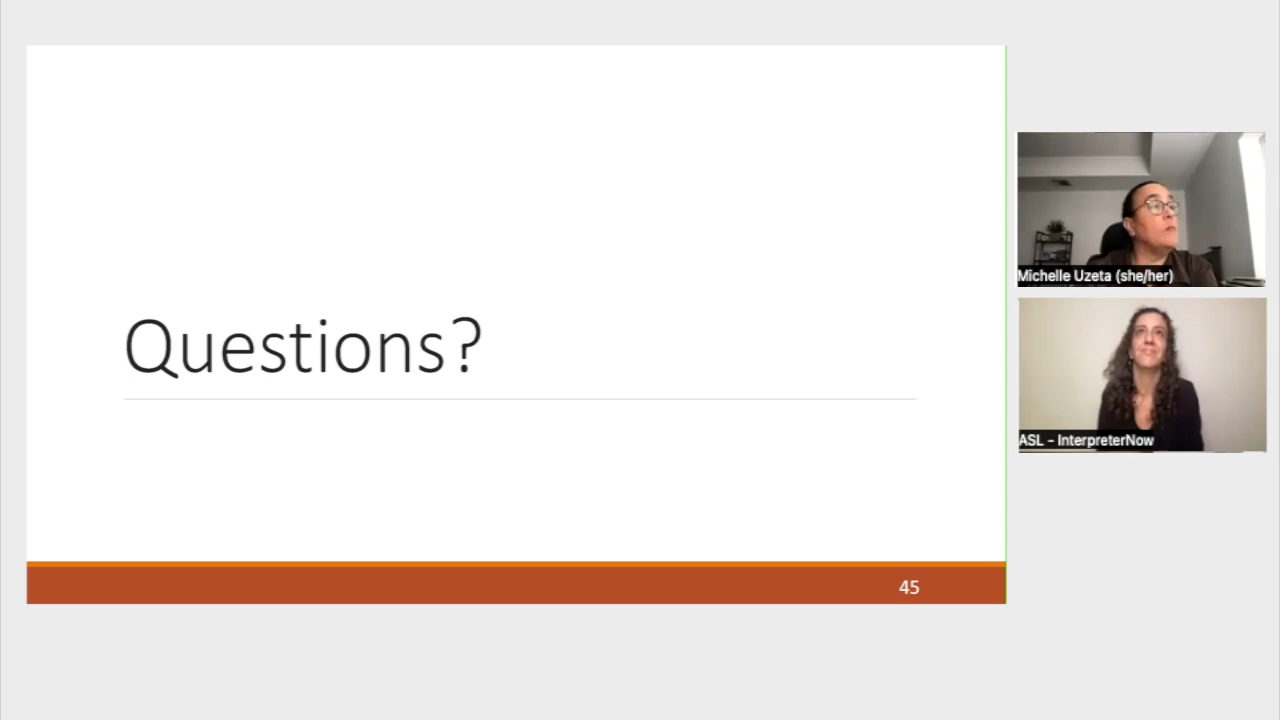 Questions?
45
Michelle Uzeta (she/her)
ASL – InterpreterNow